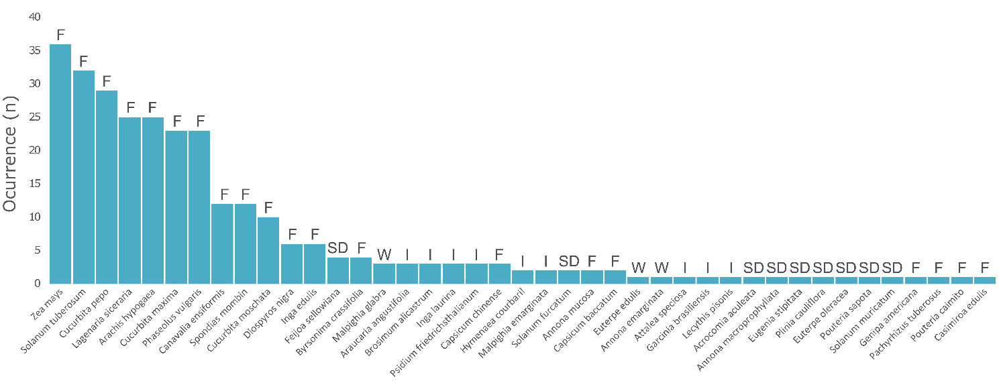 Ocurrence (n)
40
35
30
25
20
15
10
5
0
F
F
F
F
F
F
F
F
F
F
F
F
SD
F
W
I
I
I
I
F
I
I
SD
F
F
W
W
I
I
I
SD
SD
SD
SD
SD
SD
SD
F
F
F
F
Zea mays
Solanum tuberosum
Cucurbita pepo
Lagenaria siceraria
Arachis hypogaea
Cucurbita maxima
Phaseolus vulgaris
Canavalia ensiformis
Spondias mombin
Cucurbita moschata
Diospyros nigra
Inga edulis
Feijoa sellowiana
Byrsonima crassifolia
Malpighia glabra
Araucaria angustifolia
Brosimum alicastrum
Inga laurina
Psidium friedrichsthalianum
Capsicum chinense
Hymenaea courbaril
Malpighia emarginata
Solanum furcatum
Annona mucosa
Capsicum baccatum
Euterpe edulis
Annona emarginata
Attalea speciosa
Garcinia brasiliensis
Lecythis pisonis
Acrocomia aculeata
Annona macroprophyllata
Eugenia stipitata
Plinia cauliflora
Euterpe oleracea
Pouteria sapota
Solanum muricatum
Genipa americana
Pachyrhizus tuberosus
Pouteria caimito
Casimiroa edulis